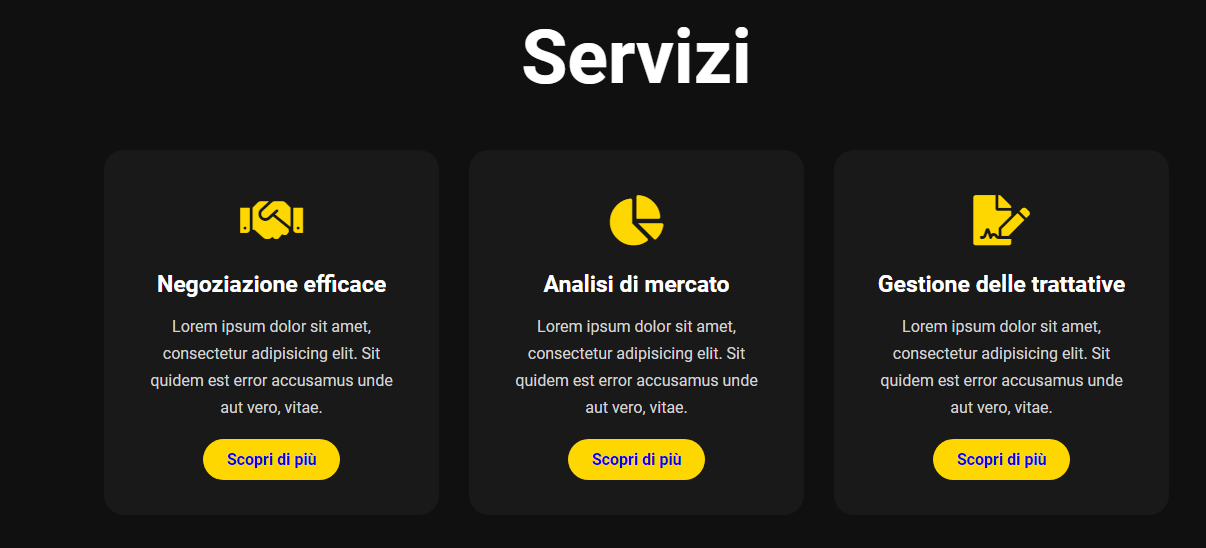 Servizi
Negoziazione efficace
Lorem ipsum dolor sit amet,
consectetur adipisicing elit. Sit
quidem est error accusamus unde
aut vero, vitae.
Scopri di più
Analisi di mercato
Lorem ipsum dolor sit amet,
consectetur adipisicing elit. Sit
quidem est error accusamus unde
aut vero, vitae.
Scopri di più
Gestione delle trattative
Lorem ipsum dolor sit amet,
consectetur adipisicing elit. Sit
quidem est error accusamus unde
aut vero, vitae.
Scopri di più